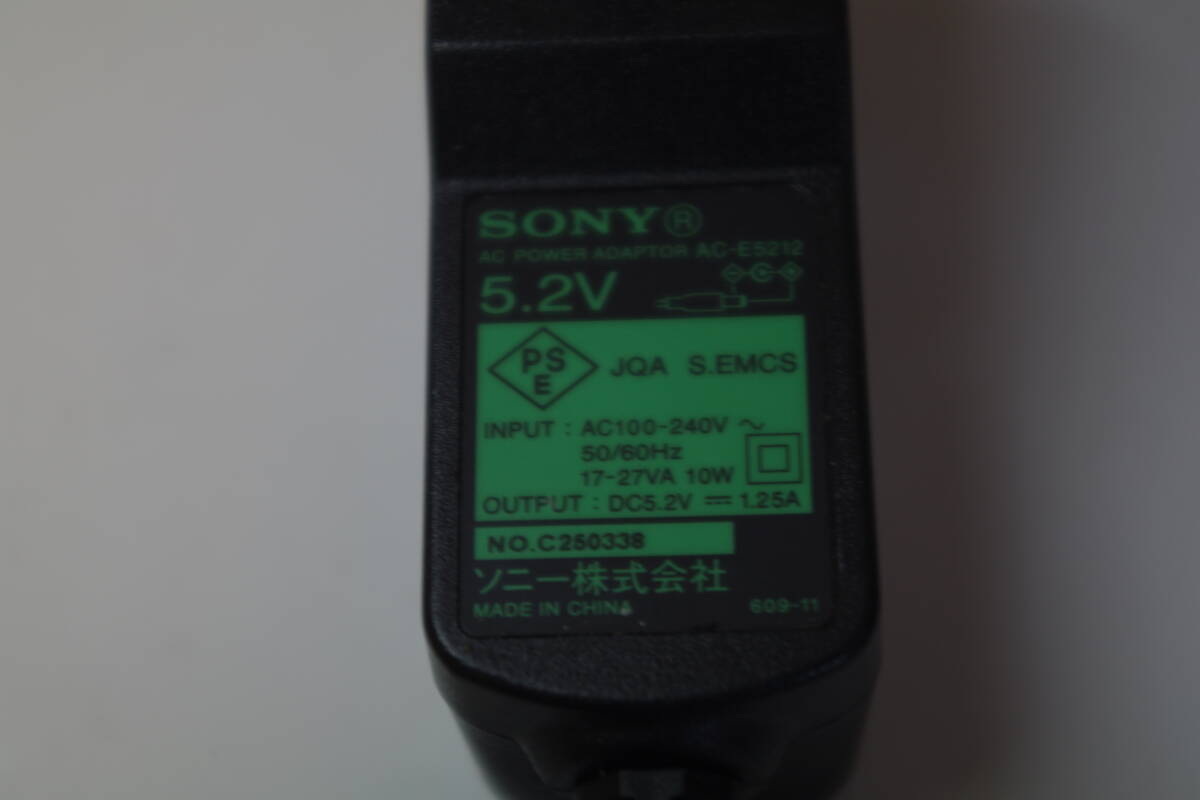 SONY®
AC POWER ADAPTOR AC-E5212
5.2V
PS
E
JQA S.EMCS
INPUT : AC100-240V ~
50/60Hz
17-27VA 10W
OUTPUT : DC5.2V ⎓ 1.25A
NO.C250338
ソニー株式会社
MADE IN CHINA 609-11